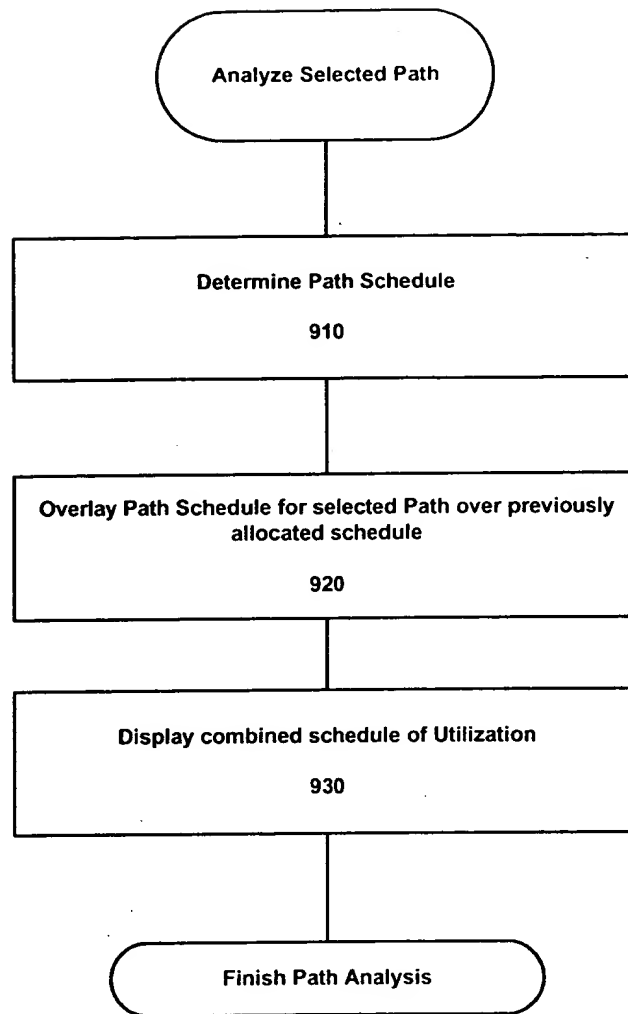 Analyze Selected Path
Determine Path Schedule
910
Overlay Path Schedule for selected Path over previously
allocated schedule
920
Display combined schedule of Utilization
930
Finish Path Analysis